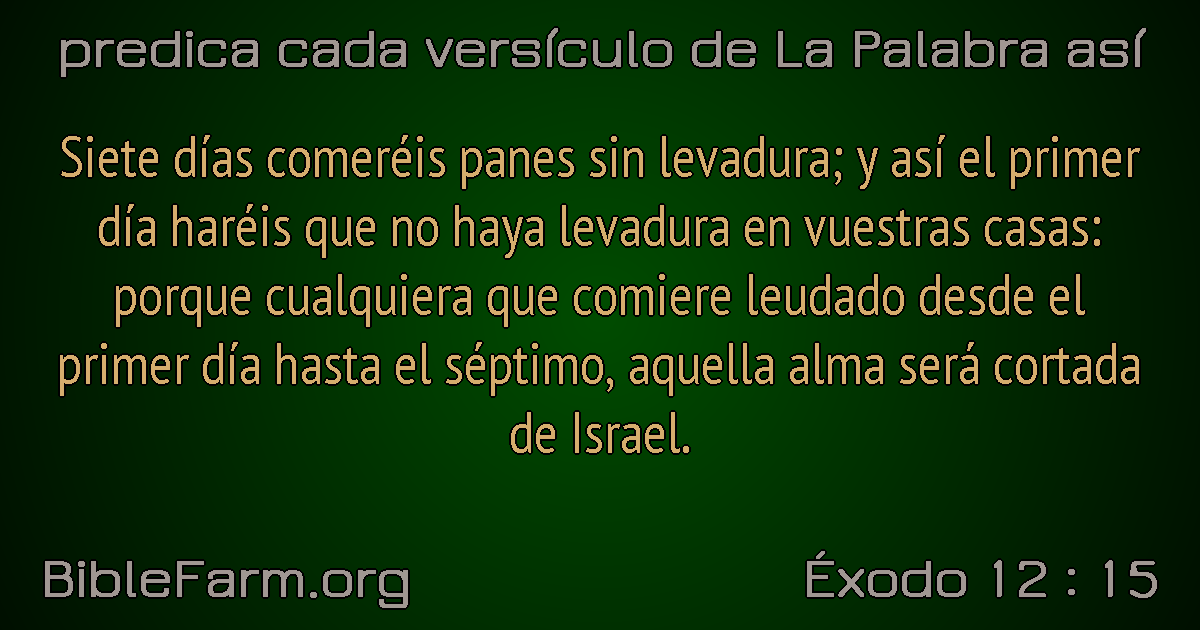 predica cada versículo de La Palabra así
Siete días comeréis panes sin levadura; y así el primer
día haréis que no haya levadura en vuestras casas:
porque cualquiera que comiere leudado desde el
primer día hasta el séptimo, aquella alma será cortada
de Israel.
BibleFarm.org
Éxodo 12 : 15